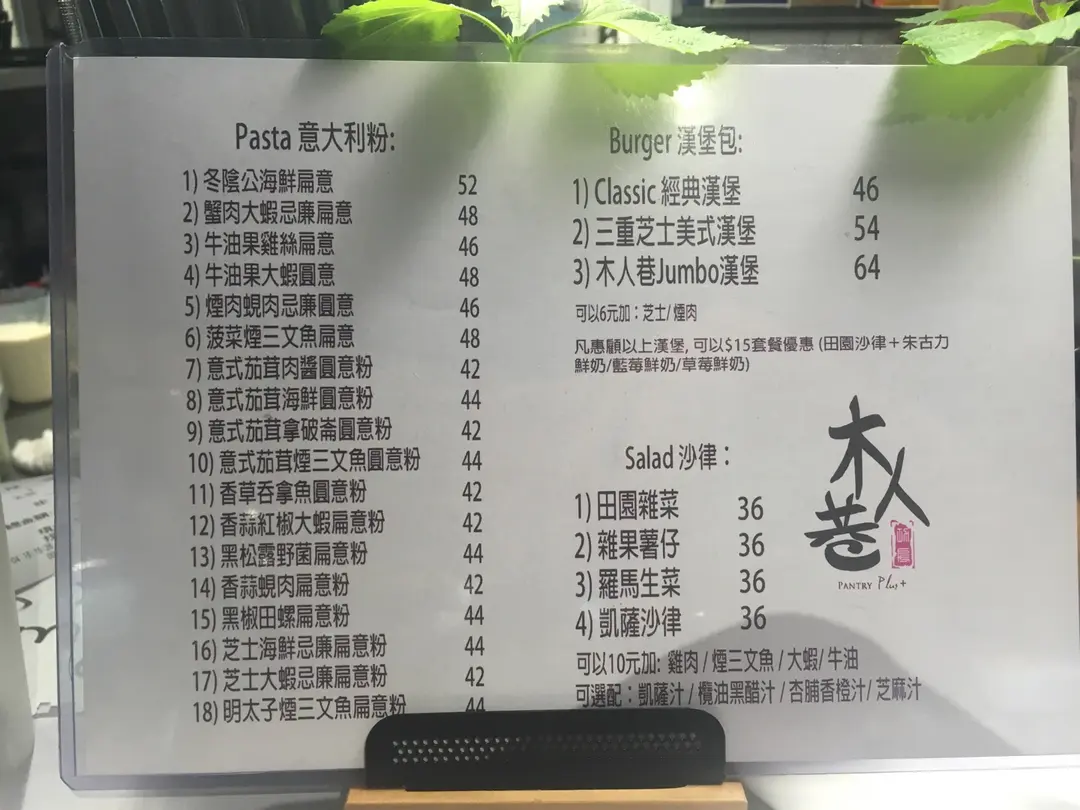 Pasta 意大利粉:
1) 冬陰公海鮮扁意 52
2) 蟹肉大蝦忌廉扁意 48
3) 牛油果雞絲扁意 46
4) 牛油果大蝦圓意 48
5) 煙肉蜆肉忌廉圓意 46
6) 菠菜煙三文魚扁意 48
7) 意式茄茸肉醬圓意粉 42
8) 意式茄茸海鮮圓意粉 44
9) 意式茄茸拿破崙圓意粉 42
10) 意式茄茸煙三文魚圓意粉 44
11) 香草吞拿魚圓意粉 42
12) 香蒜紅椒大蝦扁意粉 42
13) 黑松露野菌扁意粉 44
14) 香蒜蜆肉扁意粉 42
15) 黑椒田螺扁意粉 44
16) 芝士海鮮忌廉扁意粉 44
17) 芝士大蝦忌廉扁意粉 42
18) 明太子煙三文魚扁意粉 44
Burger 漢堡包:
1) Classic 經典漢堡 46
2) 三重芝士美式漢堡 54
3) 木人巷Jumbo漢堡 64
可以6元加：芝士/ 煙肉
凡惠顧以上漢堡, 可以$15套餐優惠 (田園沙律＋朱古力
鮮奶/藍莓鮮奶/草莓鮮奶)
Salad 沙律：
1) 田園雜菜 36
2) 雜果薯仔 36
3) 羅馬生菜 36
4) 凱薩沙律 36
可以10元加: 雞肉 / 煙三文魚 / 大蝦/ 牛油
可選配：凱薩汁 / 欖油黑醋汁 / 杏脯香橙汁/ 芝麻汁
木人巷
PANTRY Plus+